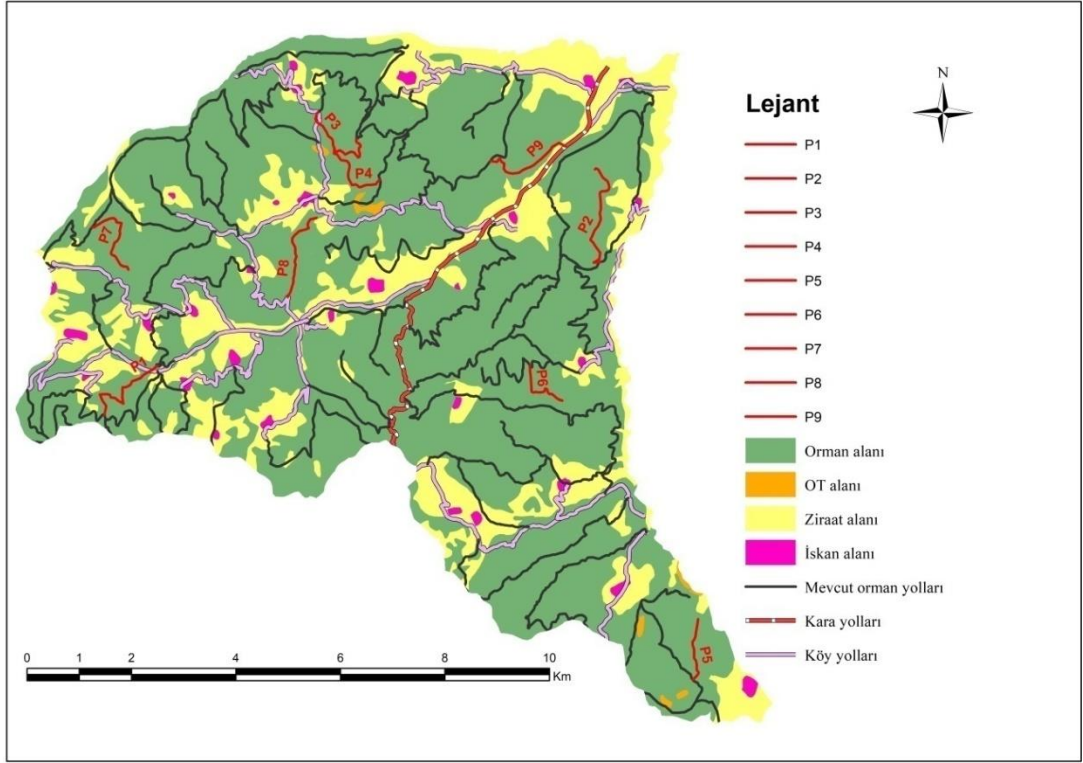 N
Lejant
P1
P2
P3
P4
P5
P6
P7
P8
P9
Orman alanı
OT alanı
Ziraat alanı
İskan alanı
Mevcut orman yolları
Kara yolları
Köy yolları
P3
P4
P9
P2
P7
P8
P1
P6
P5
0 2 4 6 8 10
Km